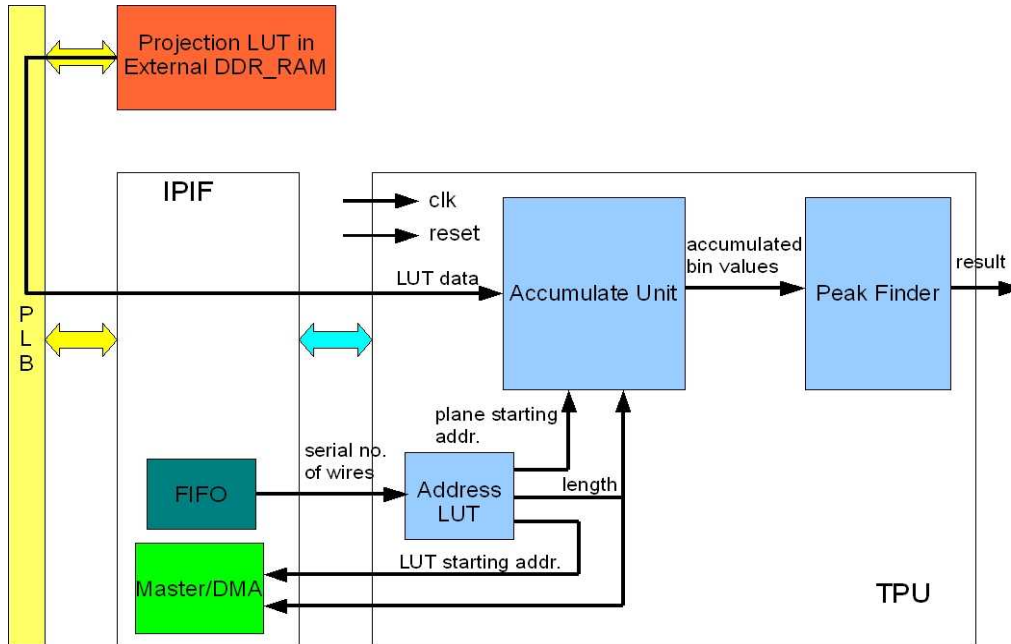 Projection LUT in
External DDR_RAM
IPIF
clk
reset
LUT data
Accumulate Unit
accumulated
bin values
Peak Finder
result
P
L
B
plane starting
addr.
serial no.
of wires
FIFO
Address
LUT
length
LUT starting addr.
Master/DMA
TPU